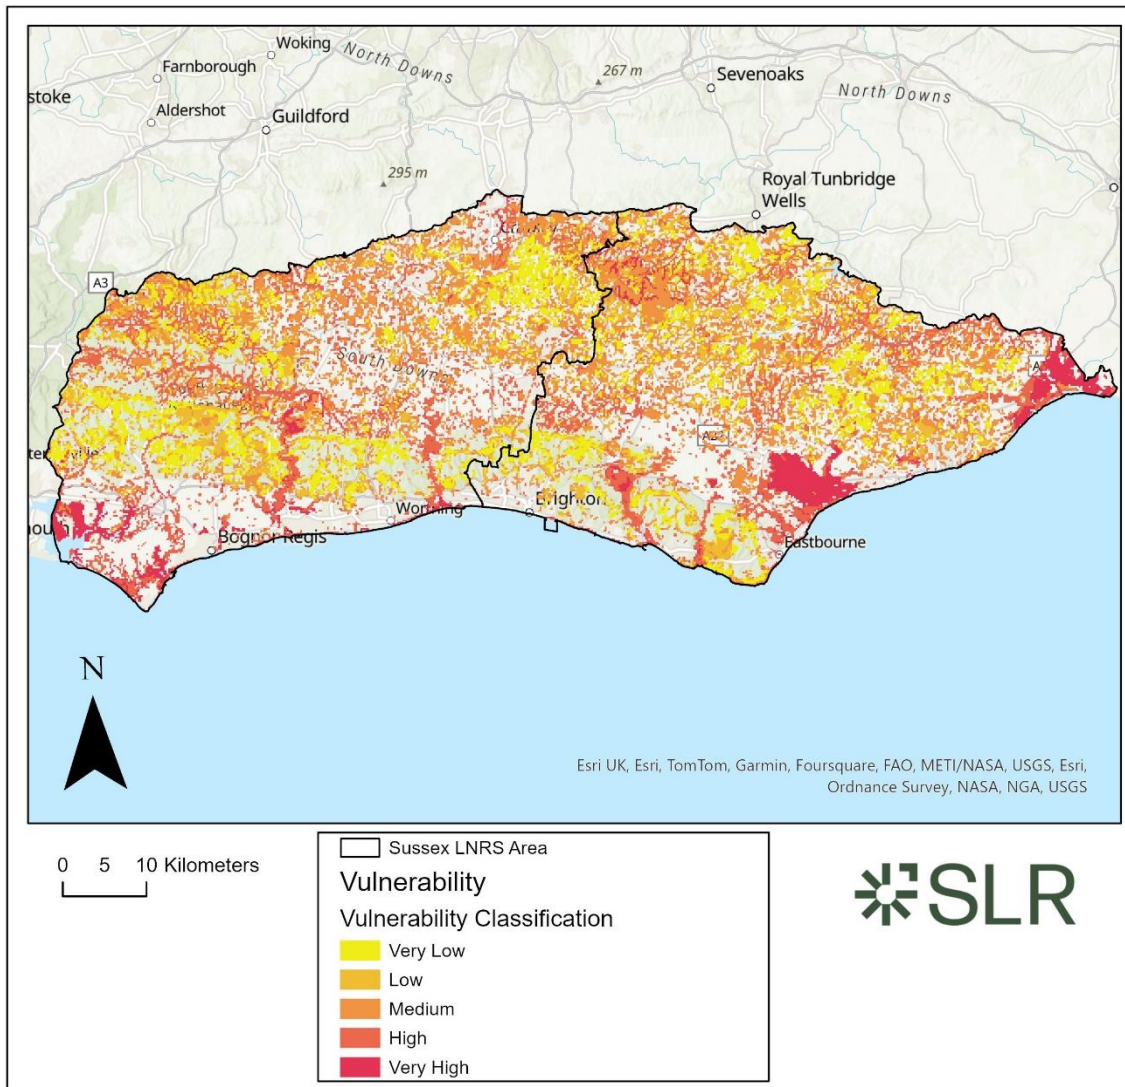 Woking
Farnborough
North Downs
267 m
Sevenoaks
stoke
Aldershot
Guildford
North Downs
295 m
Royal Tunbridge
Wells
A3
South Downs
A
Brighton
Worthing
Bognor Regis
Eastbourne
N
Esri UK, Esri, TomTom, Garmin, Foursquare, FAO, METI/NASA, USGS, Esri,
Ordnance Survey, NASA, NGA, USGS
0 5 10 Kilometers
Sussex LNRS Area
Vulnerability
Vulnerability Classification
Very Low
Low
Medium
High
Very High
SLR